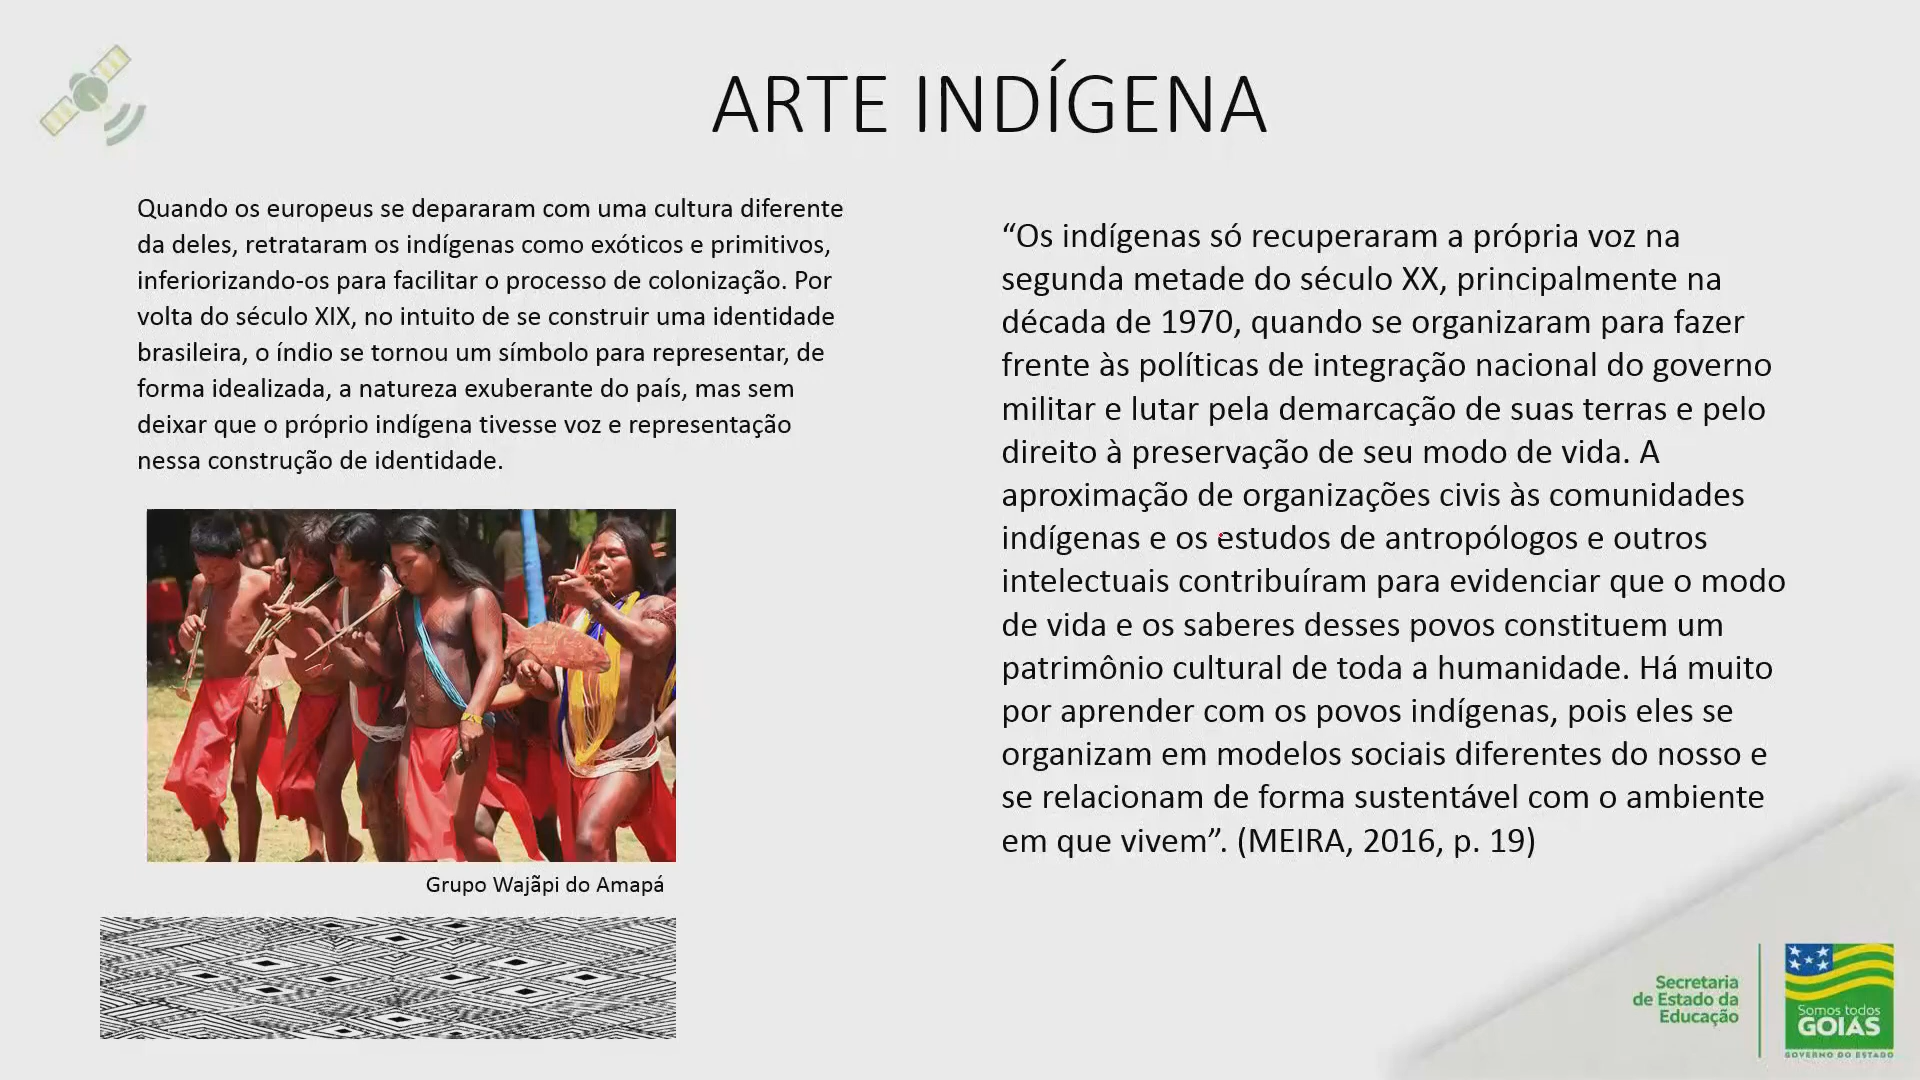 ARTE INDÍGENA
Quando os europeus se depararam com uma cultura diferente
da deles, retrataram os indígenas como exóticos e primitivos,
inferiorizando-os para facilitar o processo de colonização. Por
volta do século XIX, no intuito de se construir uma identidade
brasileira, o índio se tornou um símbolo para representar, de
forma idealizada, a natureza exuberante do país, mas sem
deixar que o próprio indígena tivesse voz e representação
nessa construção de identidade.
Grupo Wajãpi do Amapá
“Os indígenas só recuperaram a própria voz na
segunda metade do século XX, principalmente na
década de 1970, quando se organizaram para fazer
frente às políticas de integração nacional do governo
militar e lutar pela demarcação de suas terras e pelo
direito à preservação de seu modo de vida. A
aproximação de organizações civis às comunidades
indígenas e os estudos de antropólogos e outros
intelectuais contribuíram para evidenciar que o modo
de vida e os saberes desses povos constituem um
patrimônio cultural de toda a humanidade. Há muito
por aprender com os povos indígenas, pois eles se
organizam em modelos sociais diferentes do nosso e
se relacionam de forma sustentável com o ambiente
em que vivem”. (MEIRA, 2016, p. 19)
Secretaria
de Estado da
Educação
Somos todos
GOIÁS
GOVERNO DO ESTADO